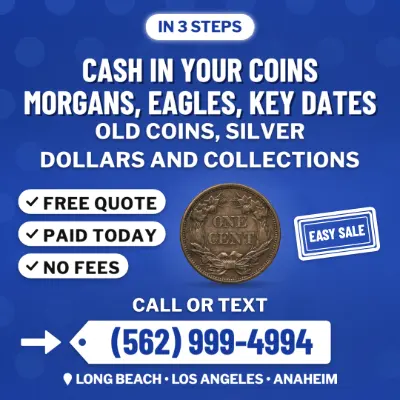 IN 3 STEPS
CASH IN YOUR COINS
MORGANS, EAGLES, KEY DATES
OLD COINS, SILVER
DOLLARS AND COLLECTIONS
FREE QUOTE
PAID TODAY
NO FEES
ONE
CENT
EASY SALE
CALL OR TEXT
(562) 999-4994
LONG BEACH • LOS ANGELES • ANAHEIM